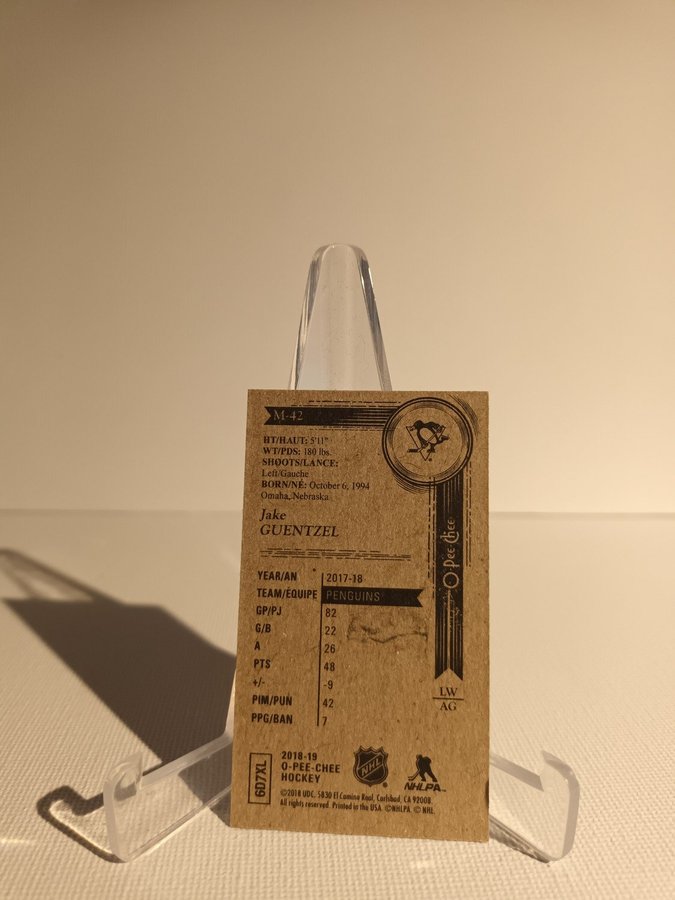 M-42
HT/HAUT: 5'11"
WT/PDS: 180 lbs.
SHOOTS/LANCE:
Left/Gauche
BORN/NÉ: October 6, 1994
Omaha, Nebraska
Jake
GUENTZEL
O-Pee-Chee
YEAR/AN 2017-18
TEAM/ÉQUIPE PENGUINS
GP/PJ 82
G/B 22
A 26
PTS 48
+/- -9
PIM/PUN 42
PPG/BAN 7
LW
AG
6D7XL
2018-19
O-PEE-CHEE
HOCKEY
NHL
NHLPA
©2018 UDC. 5830 El Camino Real, Carlsbad, CA 92008.
All rights reserved. Printed in the USA. ©NHLPA. © NHL.